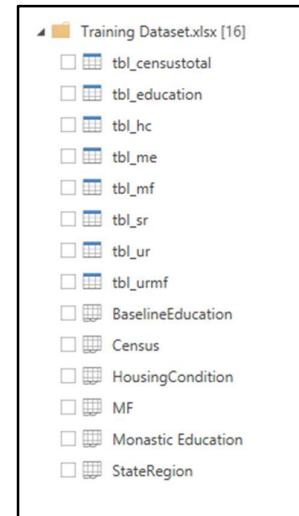 Training Dataset.xlsx [16]
tbl_censustotal
tbl_education
tbl_hc
tbl_me
tbl_mf
tbl_sr
tbl_ur
tbl_urmf
BaselineEducation
Census
HousingCondition
MF
Monastic Education
StateRegion